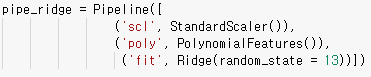 pipe_ridge = Pipeline([
('scl', StandardScaler()),
('poly', PolynomialFeatures()),
('fit', Ridge(random_state = 13))])